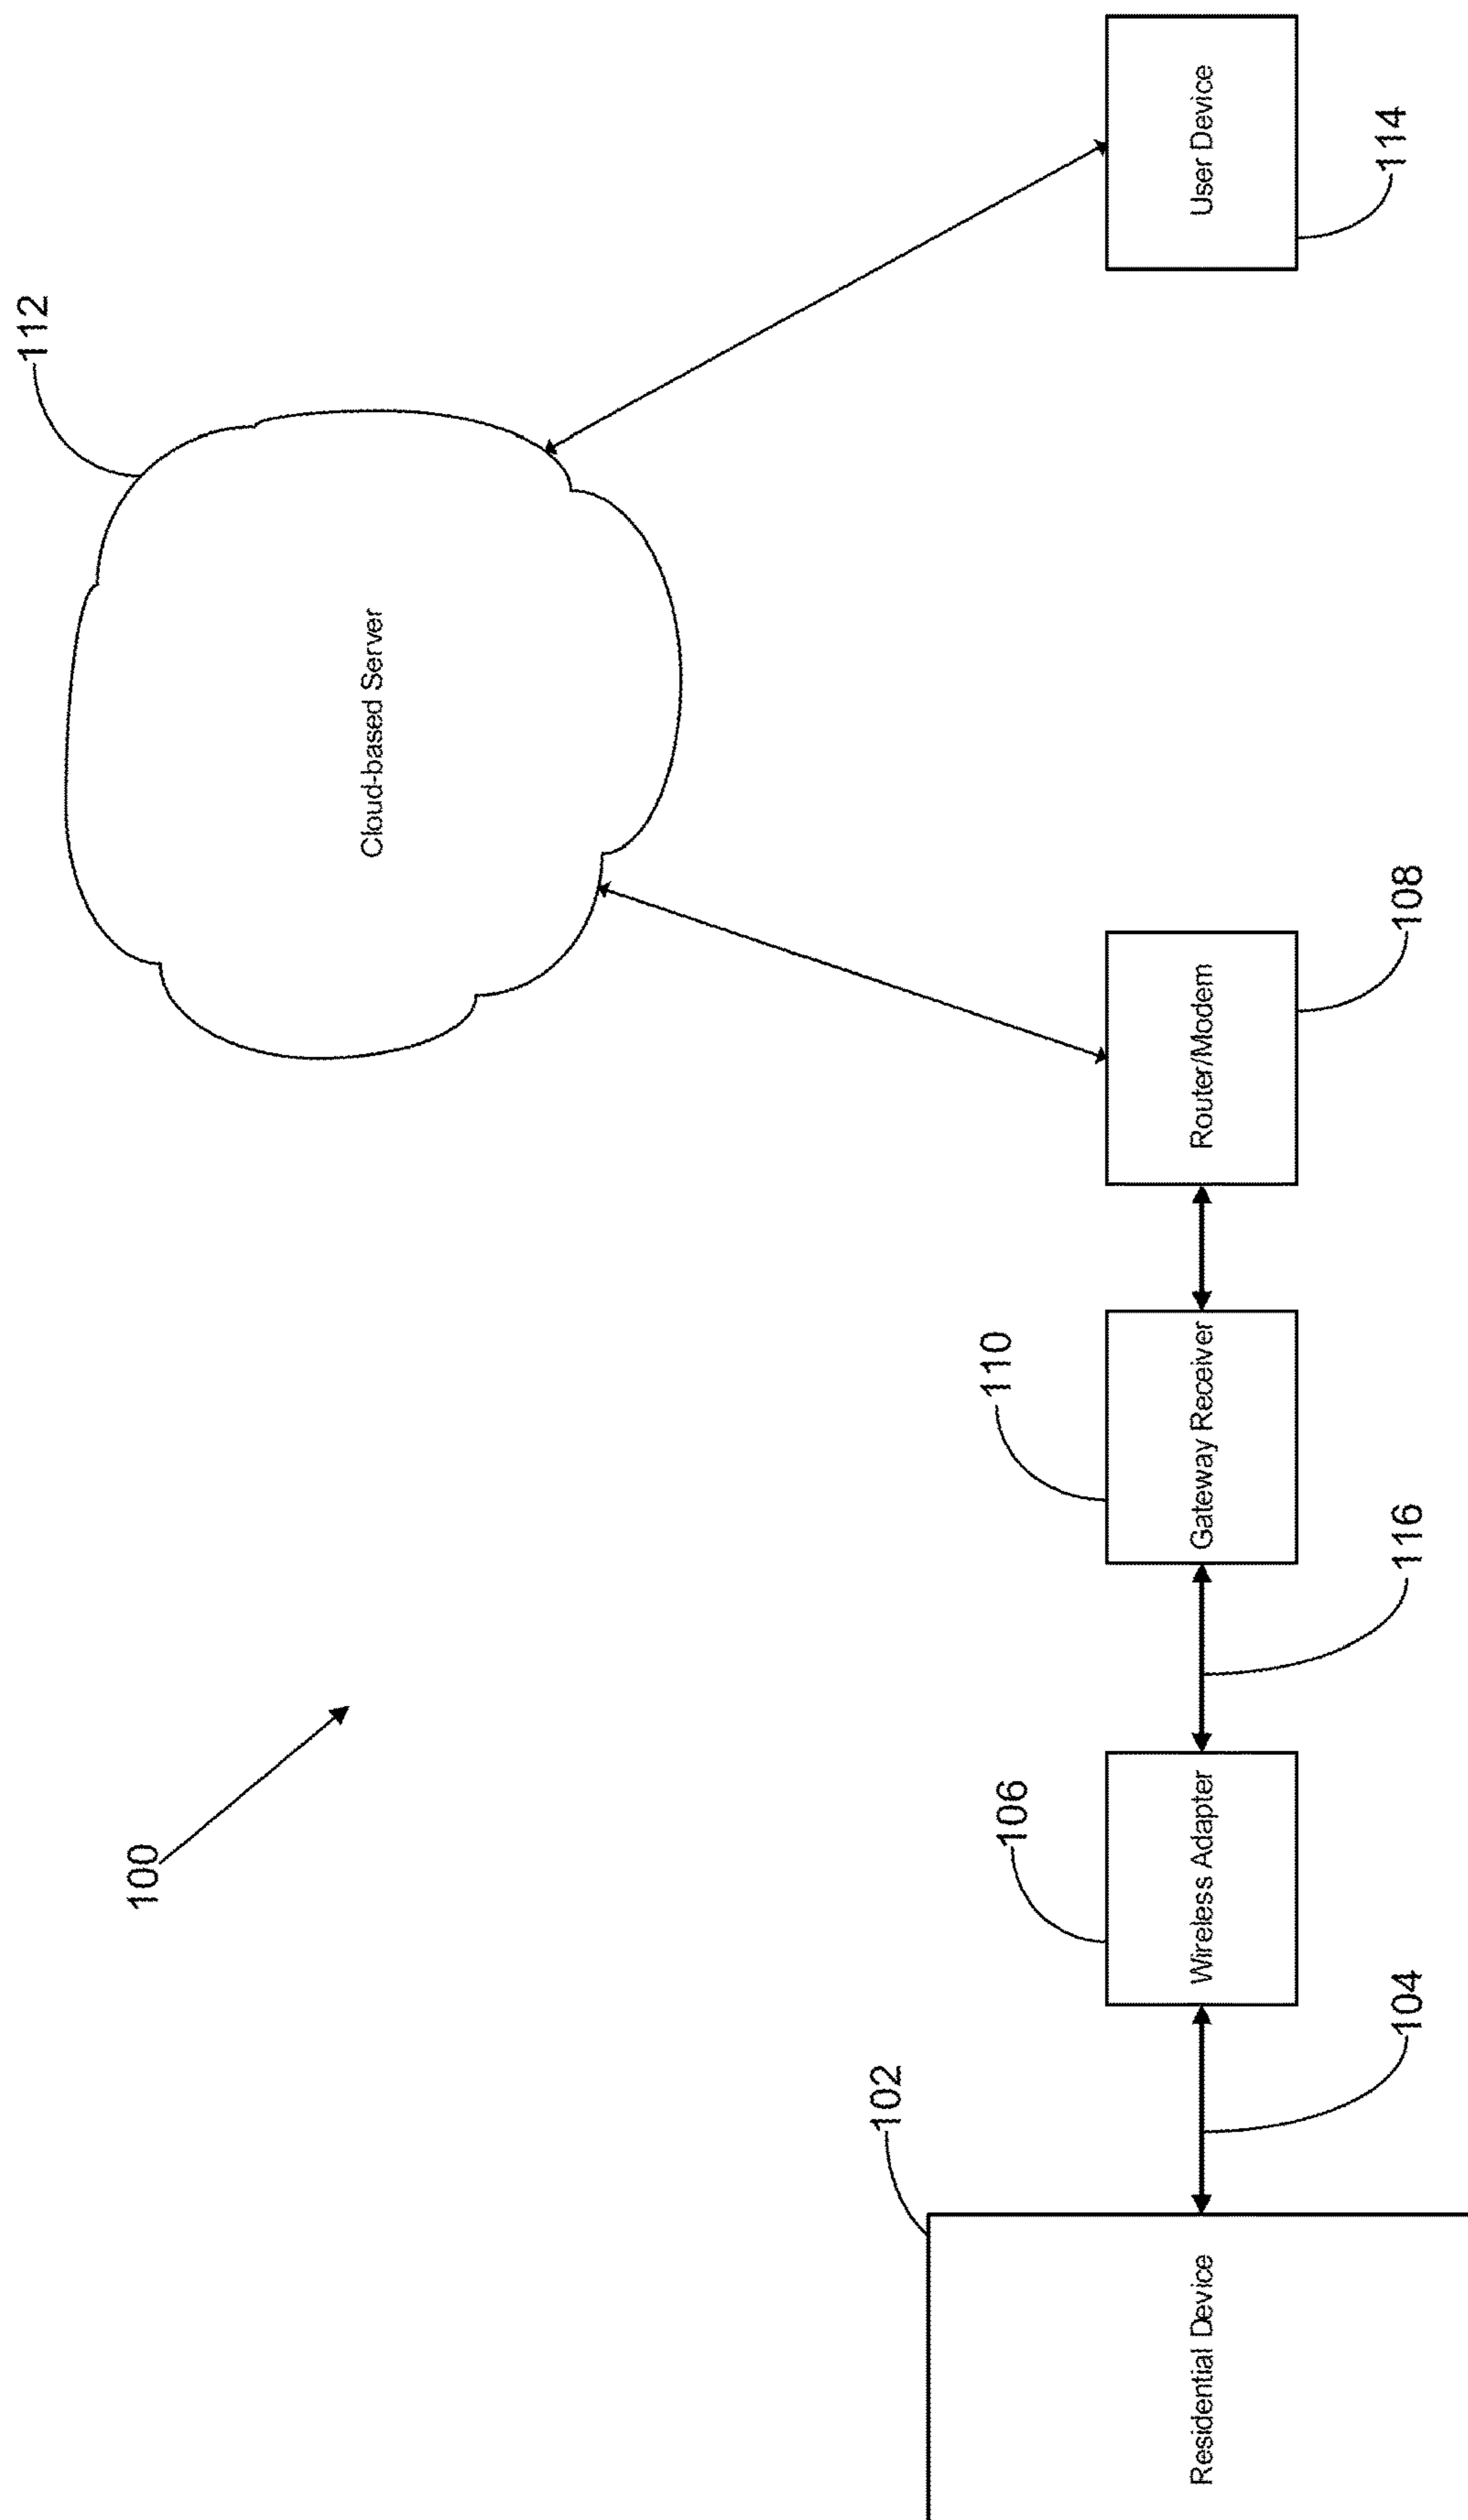 100
112
Cloud-based Server
102
Residential Device
104
106
Wireless Adapter
116
110
Gateway Receiver
Router/Modem
108
User Device
114